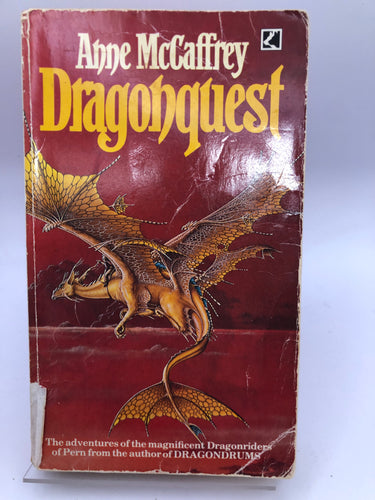 Anne McCaffrey
Dragonquest
The adventures of the magnificent Dragonriders
of Pern from the author of DRAGONDRUMS